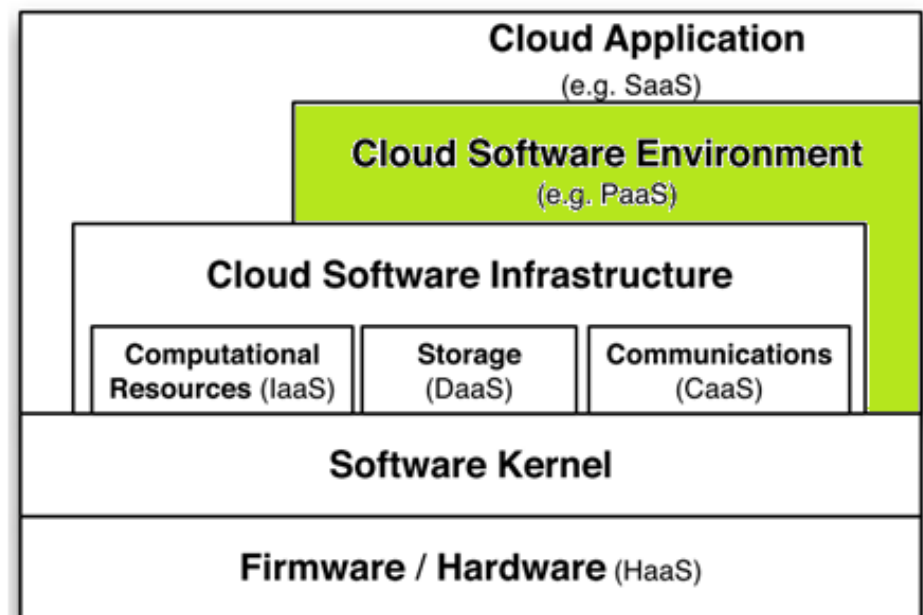 Cloud Application
(e.g. SaaS)
Cloud Software Environment
(e.g. PaaS)
Cloud Software Infrastructure
Computational
Resources (IaaS)
Storage
(DaaS)
Communications
(CaaS)
Software Kernel
Firmware / Hardware (HaaS)